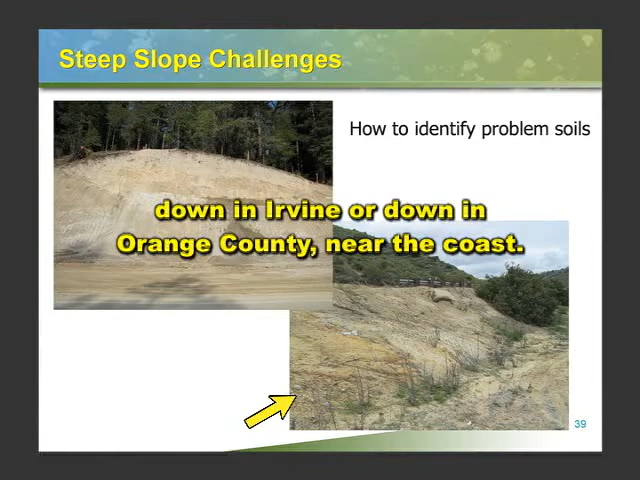 Steep Slope Challenges
How to identify problem soils
down in Irvine or down in
Orange County, near the coast.
39